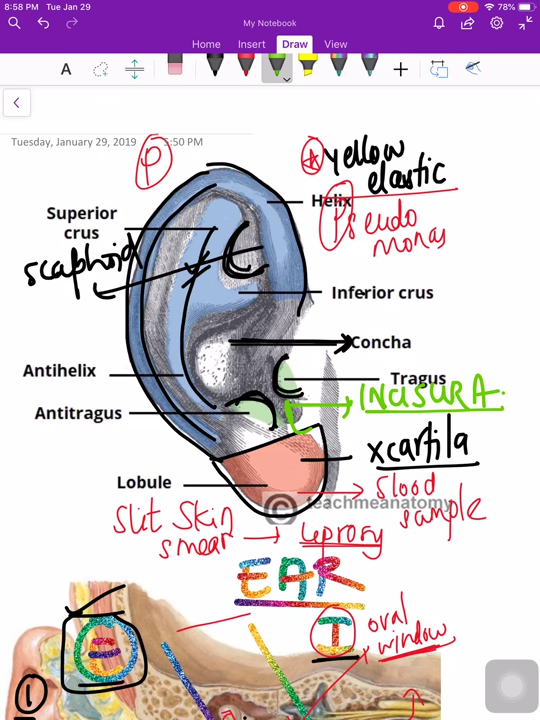 8:58 PM Tue Jan 29
78%
My Notebook
Home Insert Draw View
A
Tuesday, January 29, 2019 5:50 PM
P
yellow
elastic
Helix
Pseudo
monas
Superior
crus
scaphoid
Inferior crus
Concha
Antihelix
Tragus
INCISURA
Antitragus
xcartila
Lobule
Blood
sample
© teachmeanatomy
Slit Skin
smear → leprosy
EAR
E
I
oval
window
1